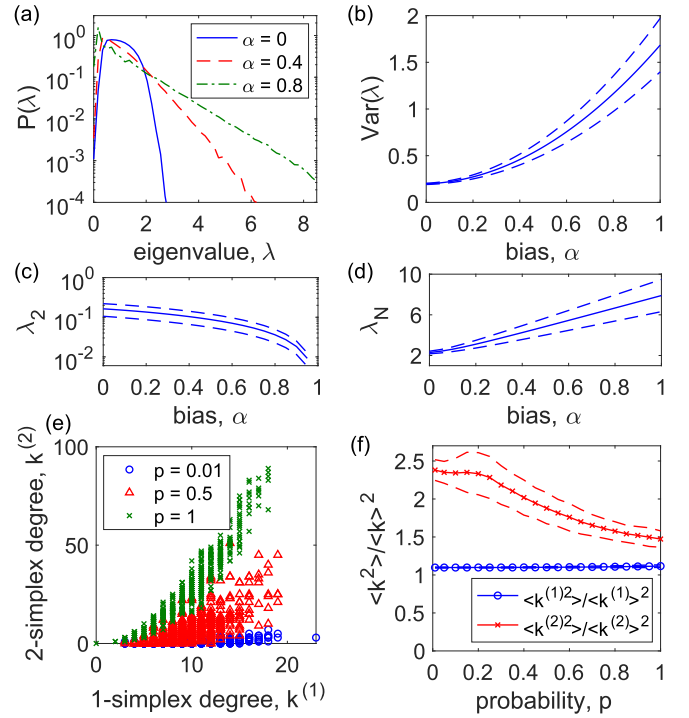 (a)
P(λ)
10^0
10^-1
10^-2
10^-3
10^-4
α = 0
α = 0.4
α = 0.8
0 2 4 6 8
eigenvalue, λ
(b)
Var(λ)
2
1.5
1
0.5
0
0 0.2 0.4 0.6 0.8 1
bias, α
(c)
λ_2
10^0
10^-1
10^-2
0 0.2 0.4 0.6 0.8 1
bias, α
(d)
λ_N
10
6
2
0 0.2 0.4 0.6 0.8 1
bias, α
(e)
2-simplex degree, k^(2)
100
50
0
p = 0.01
p = 0.5
p = 1
0 10 20
1-simplex degree, k^(1)
(f)
<k^2>/<k>^2
2.5
2
1.5
1
0.5
0
<k^(1)2>/<k^(1)>^2
<k^(2)2>/<k^(2)>^2
0 0.2 0.4 0.6 0.8 1
probability, p